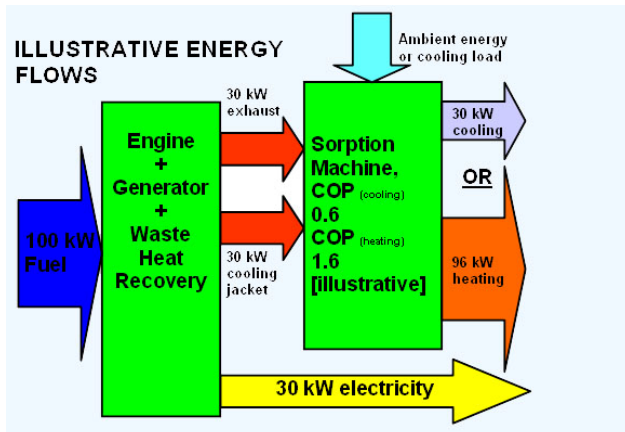 ILLUSTRATIVE ENERGY
FLOWS
Ambient energy
or cooling load
30 kW
exhaust
30 kW
cooling
Engine
+
Generator
+
Waste
Heat
Recovery
Sorption
Machine,
COP (cooling)
0.6
COP (heating)
1.6
[illustrative]
OR
100 kW
Fuel
30 kW
cooling
jacket
96 kW
heating
30 kW electricity